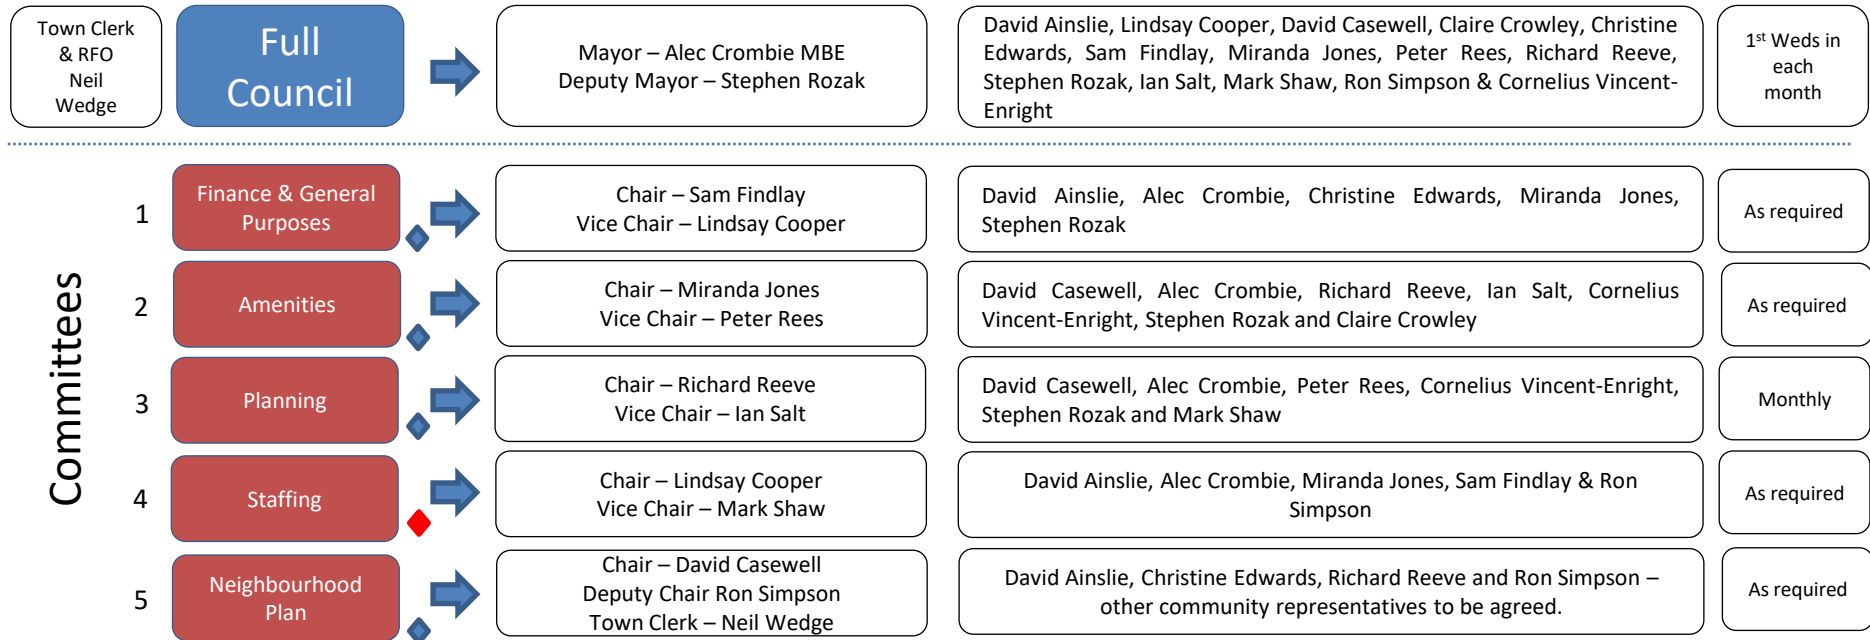 Town Clerk
& RFO
Neil
Wedge
Full
Council
Mayor – Alec Crombie MBE
Deputy Mayor – Stephen Rozak
David Ainslie, Lindsay Cooper, David Casewell, Claire Crowley, Christine
Edwards, Sam Findlay, Miranda Jones, Peter Rees, Richard Reeve,
Stephen Rozak, Ian Salt, Mark Shaw, Ron Simpson & Cornelius Vincent-
Enright
1st Weds in
each
month
Committees
1
Finance & General
Purposes
Chair – Sam Findlay
Vice Chair – Lindsay Cooper
David Ainslie, Alec Crombie, Christine Edwards, Miranda Jones,
Stephen Rozak
As required
2
Amenities
Chair – Miranda Jones
Vice Chair – Peter Rees
David Casewell, Alec Crombie, Richard Reeve, Ian Salt, Cornelius
Vincent-Enright, Stephen Rozak and Claire Crowley
As required
3
Planning
Chair – Richard Reeve
Vice Chair – Ian Salt
David Casewell, Alec Crombie, Peter Rees, Cornelius Vincent-Enright,
Stephen Rozak and Mark Shaw
Monthly
4
Staffing
Chair – Lindsay Cooper
Vice Chair – Mark Shaw
David Ainslie, Alec Crombie, Miranda Jones, Sam Findlay & Ron
Simpson
As required
5
Neighbourhood
Plan
Chair – David Casewell
Deputy Chair Ron Simpson
Town Clerk – Neil Wedge
David Ainslie, Christine Edwards, Richard Reeve and Ron Simpson –
other community representatives to be agreed.
As required